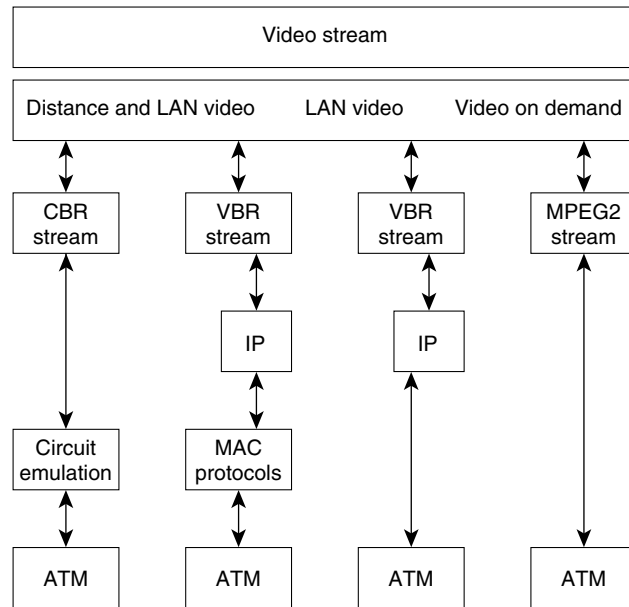 Video stream
Distance and LAN video LAN video Video on demand
CBR
stream
VBR
stream
VBR
stream
MPEG2
stream
IP
IP
Circuit
emulation
MAC
protocols
ATM
ATM
ATM
ATM